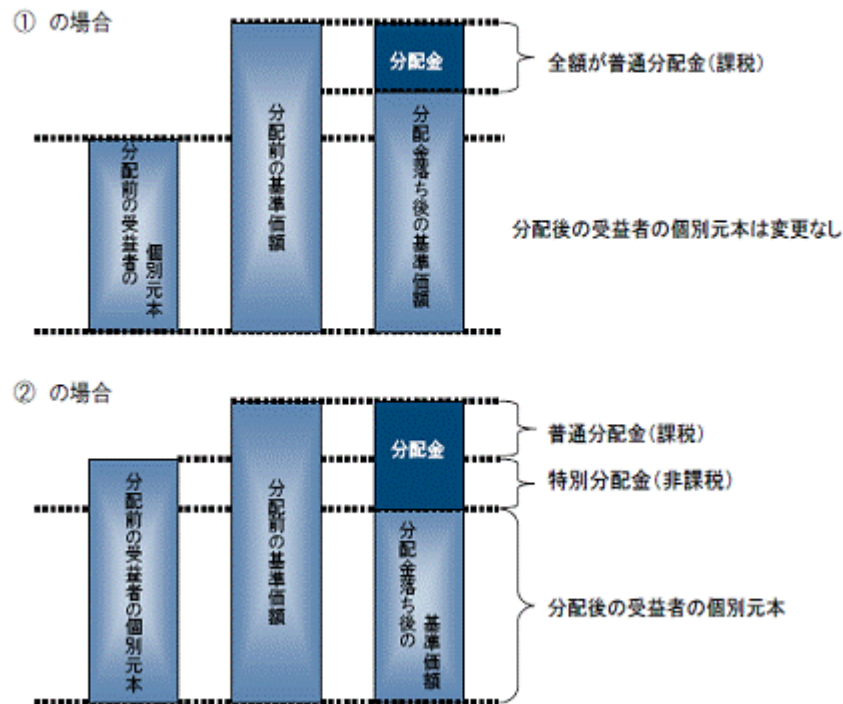 ① の場合
分配前の受益者の
個別元本
分配前の基準価額
分配金
分配金落ち後の基準価額
全額が普通分配金(課税)
分配後の受益者の個別元本は変更なし
② の場合
分配前の受益者の個別元本
分配前の基準価額
分配金
分配金落ち後の
基準価額
普通分配金(課税)
特別分配金(非課税)
分配後の受益者の個別元本